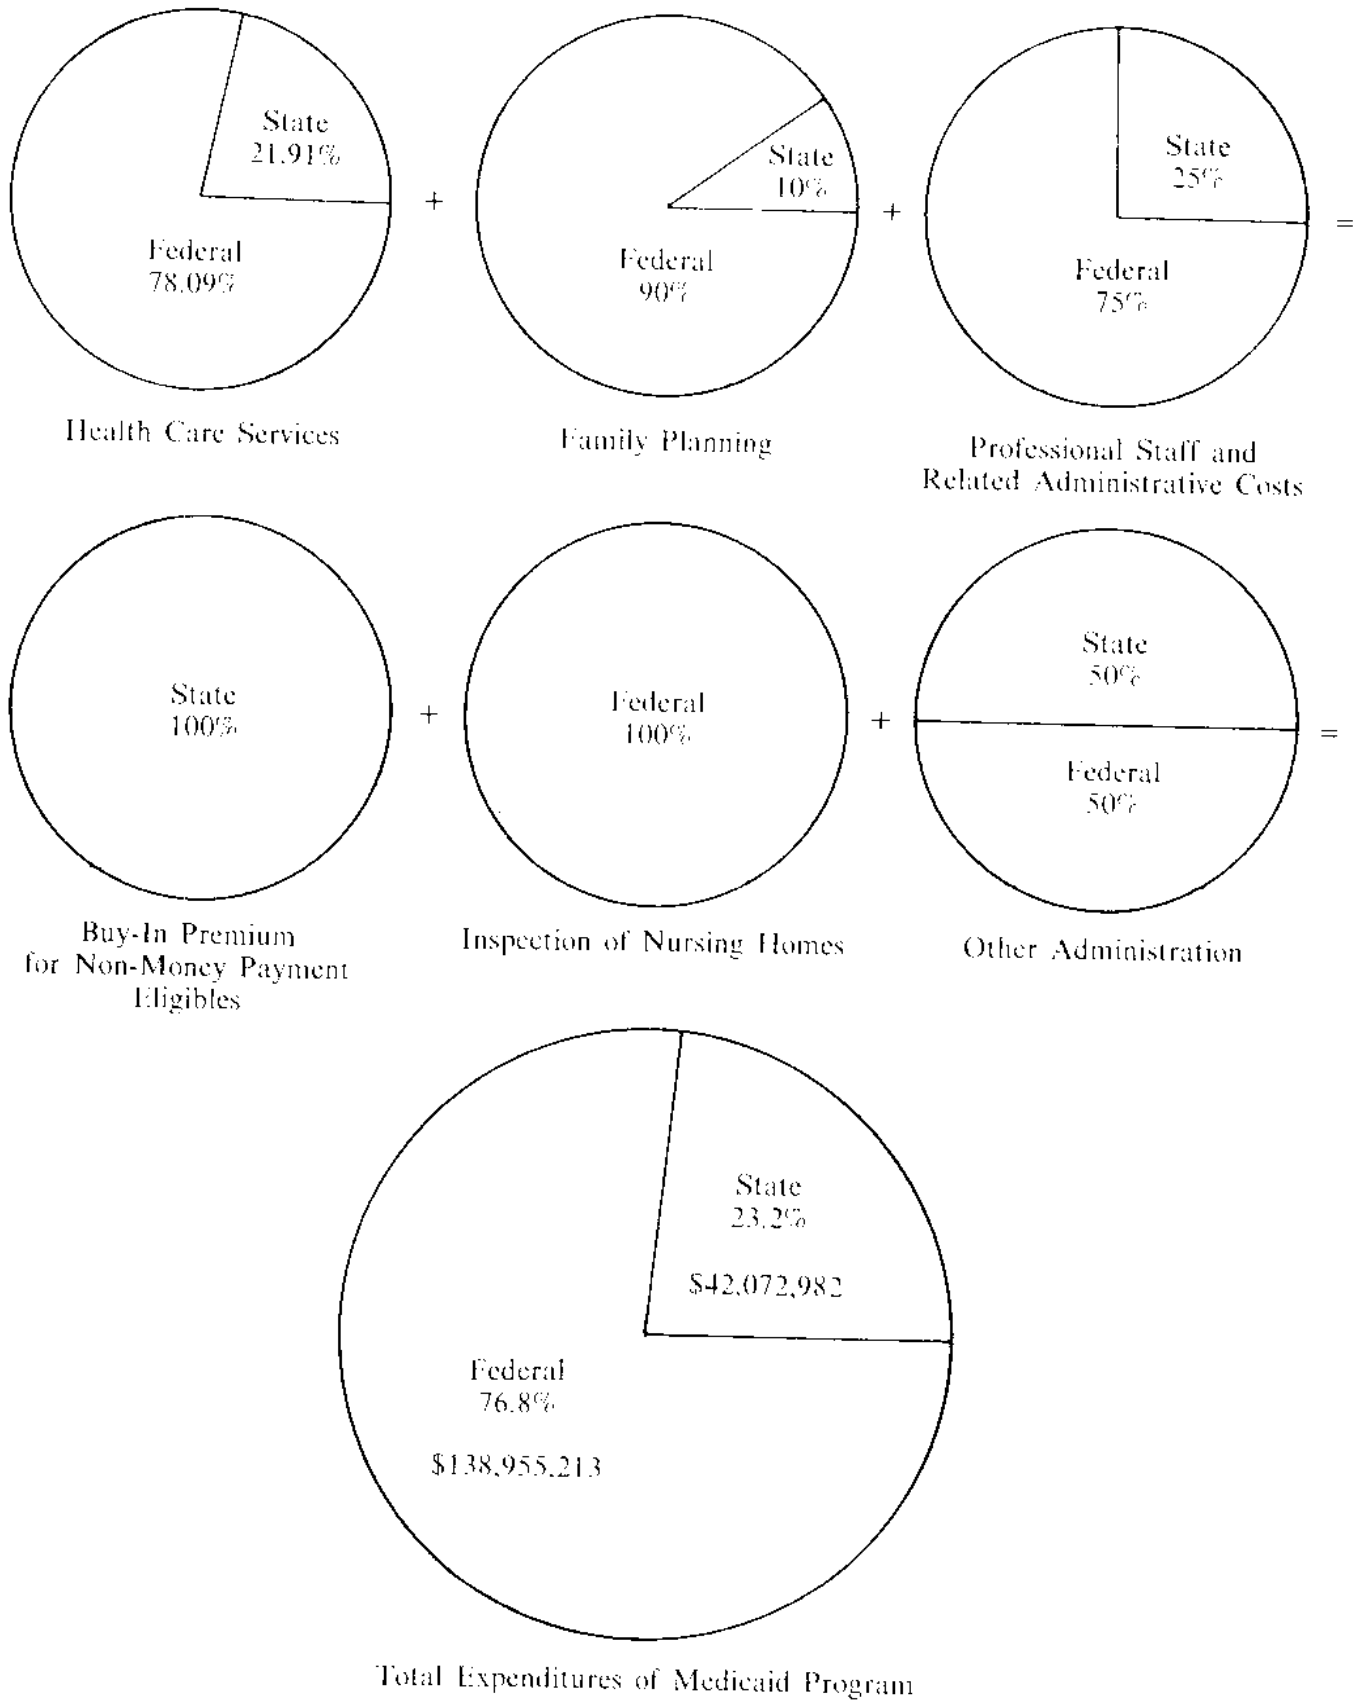 State
21.91%
Federal
78.09%
Health Care Services
+
State
10%
Federal
90%
Family Planning
+
State
25%
Federal
75%
Professional Staff and
Related Administrative Costs
=
State
100%
Buy-In Premium
for Non-Money Payment
Eligibles
+
Federal
100%
Inspection of Nursing Homes
+
State
50%
Federal
50%
Other Administration
=
State
23.2%
$42,072,982
Federal
76.8%
$138,955,213
Total Expenditures of Medicaid Program